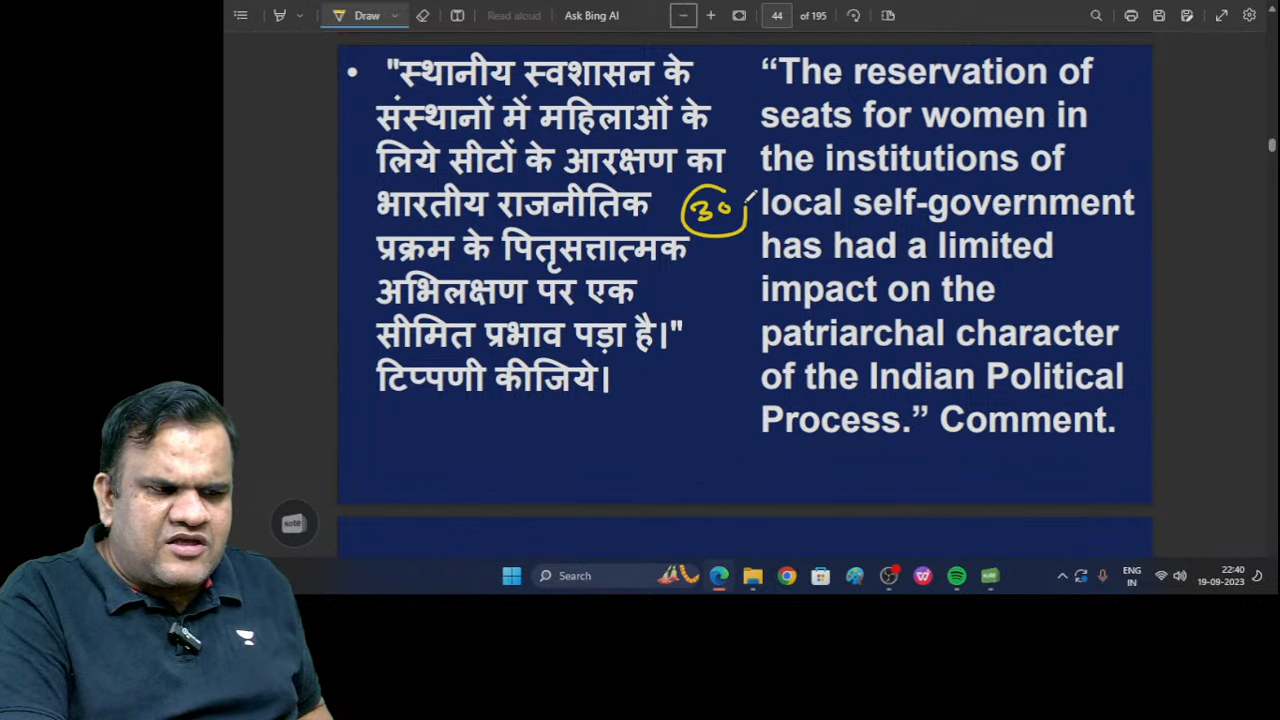 Draw
Read aloud
Ask Bing AI
44 of 195
• "स्थानीय स्वशासन के
संस्थानों में महिलाओं के
लिये सीटों के आरक्षण का
भारतीय राजनीतिक
प्रक्रम के पितृसत्तात्मक
अभिलक्षण पर एक
सीमित प्रभाव पड़ा है।"
टिप्पणी कीजिये।
30
“The reservation of
seats for women in
the institutions of
local self-government
has had a limited
impact on the
patriarchal character
of the Indian Political
Process.” Comment.
note
Search
ENG
IN
22:40
19-09-2023
note